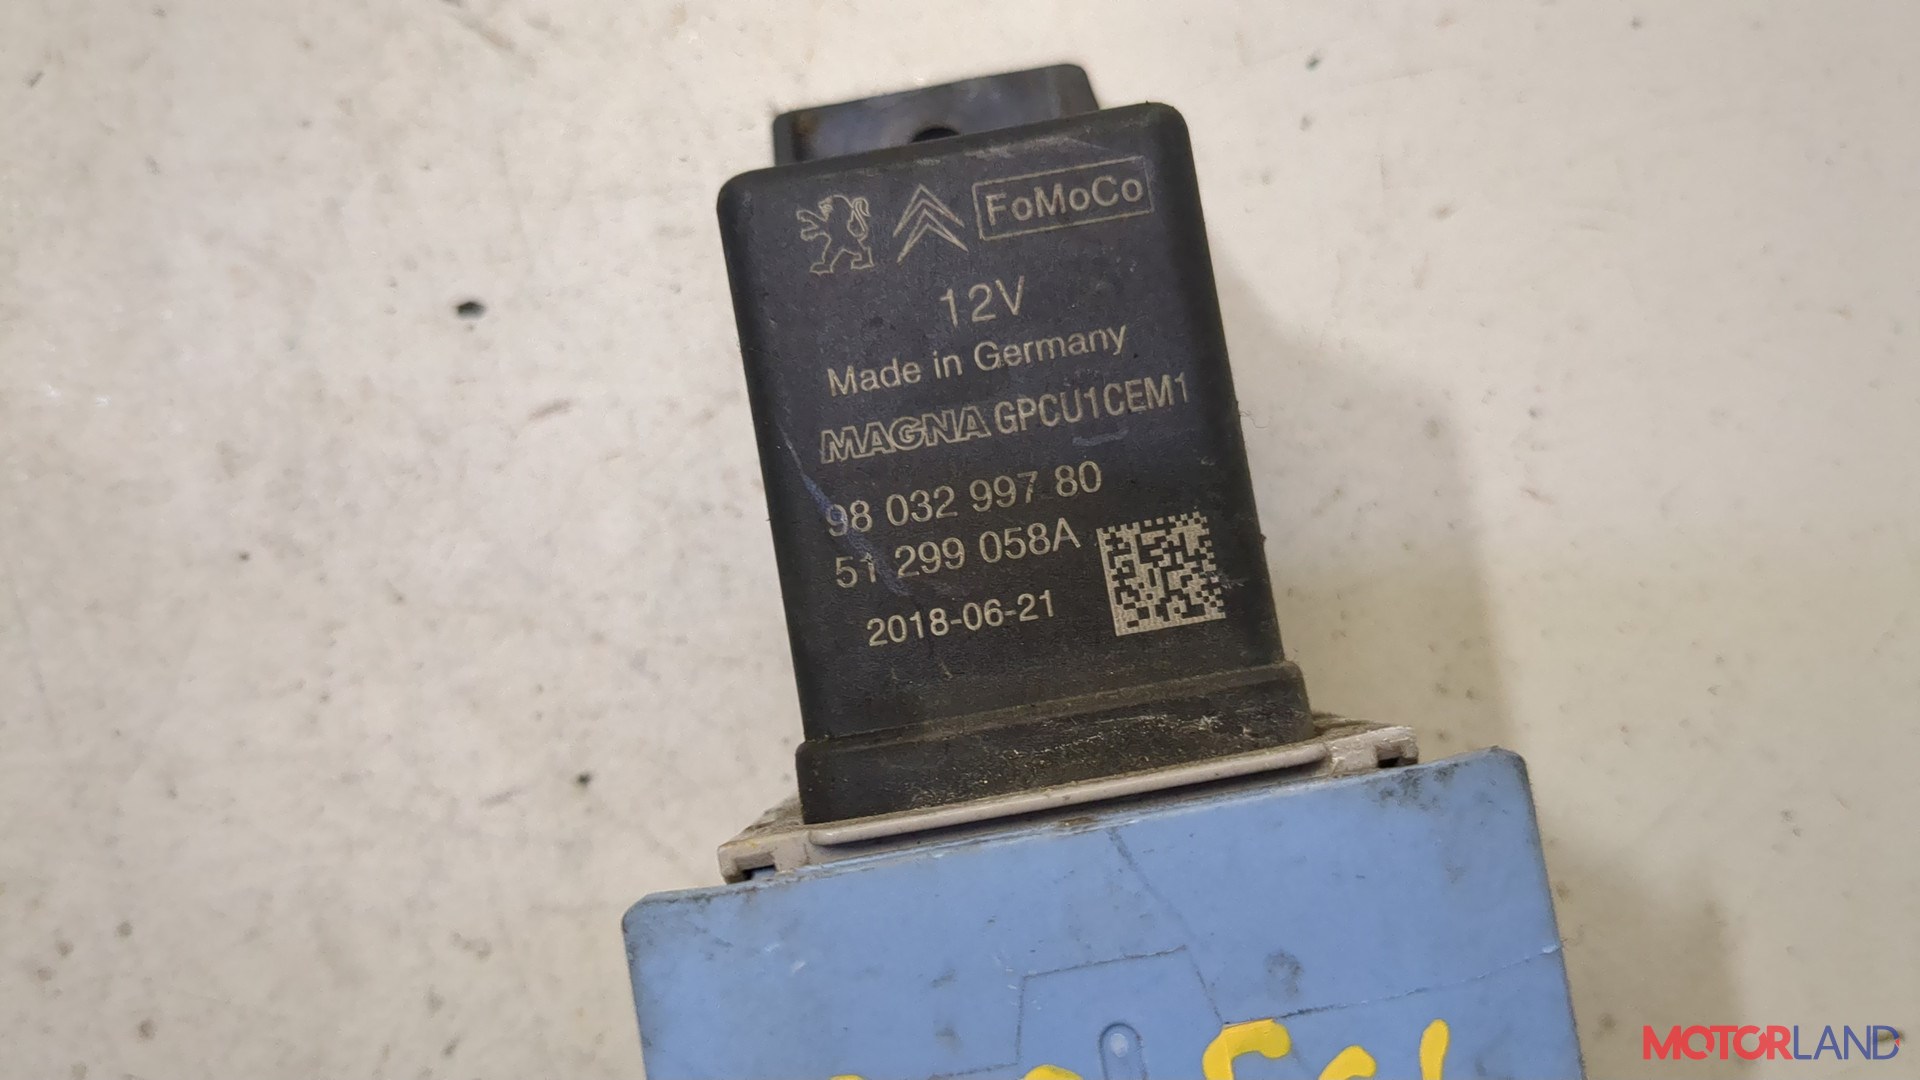 FoMoCo
12V
Made in Germany
MAGNA GPCU1CEM1
98 032 997 80
51 299 058A
2018-06-21
MOTORLAND